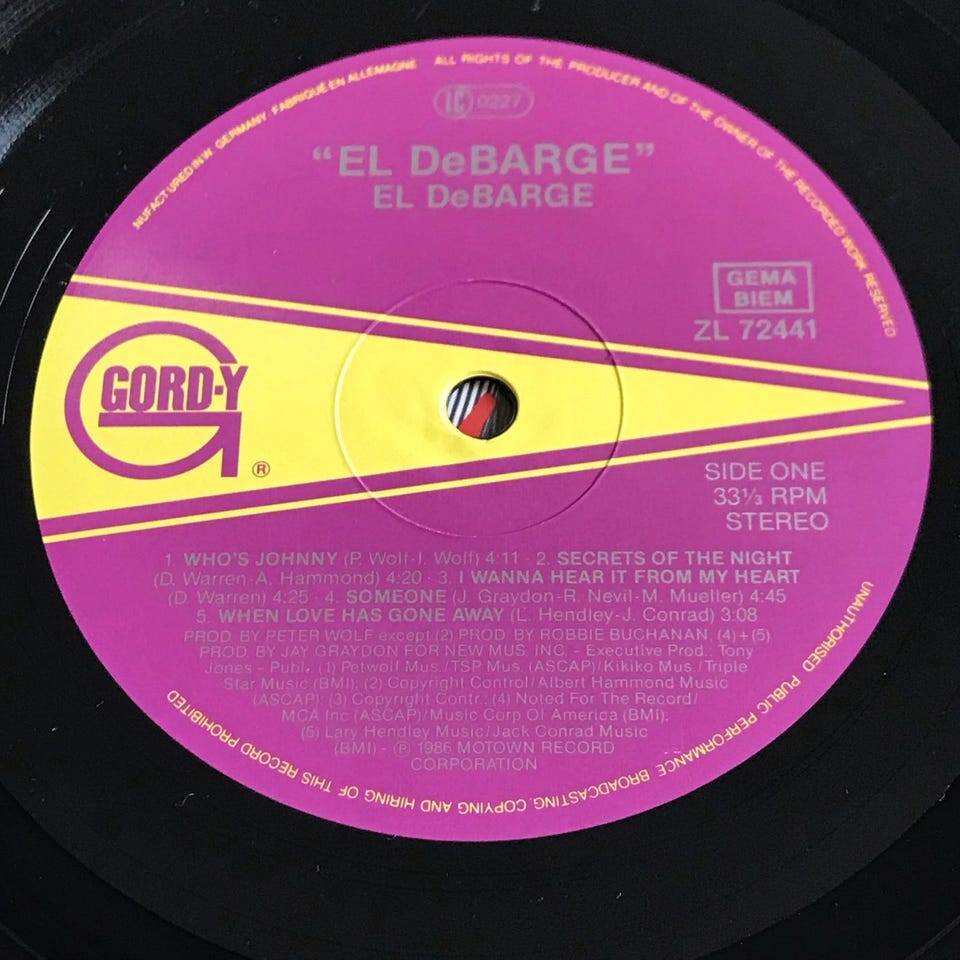 NUFACTURED IN W. GERMANY FABRIQUÉ EN ALLEMAGNE ALL RIGHTS OF THE PRODUCER AND OF THE OWNER OF THE RECORDED WORK RESERVED
LC 0227
"EL DeBARGE"
EL DeBARGE
GEMA
BIEM
ZL 72441
GORD-Y
G
®
SIDE ONE
33⅓ RPM
STEREO
1. WHO'S JOHNNY (P. Wolf-I. Wolf) 4:11 · 2. SECRETS OF THE NIGHT
(D. Warren-A. Hammond) 4:20 · 3. I WANNA HEAR IT FROM MY HEART
(D. Warren) 4:25 · 4. SOMEONE (J. Graydon-R. Nevil-M. Mueller) 4:45
5. WHEN LOVE HAS GONE AWAY (L. Hendley-J. Conrad) 3:08
PROD. BY PETER WOLF except (2) PROD. BY ROBBIE BUCHANAN, (4)+(5)
PROD. BY JAY GRAYDON FOR NEW MUS, INC. – Executive Prod.: Tony
Jones – Publ.: (1) Petwolf Mus./TSP Mus. (ASCAP)/Kikiko Mus./Triple
Star Music (BMI); (2) Copyright Control/Albert Hammond Music
(ASCAP); (3) Copyright Contr.; (4) Noted For The Record/
MCA Inc (ASCAP)/Music Corp Of America (BMI);
(5) Lary Hendley Music/Jack Conrad Music
(BMI) – ℗ 1986 MOTOWN RECORD
CORPORATION
UNAUTHORISED PUBLIC PERFORMANCE BROADCASTING, COPYING AND HIRING OF THIS RECORD PROHIBITED